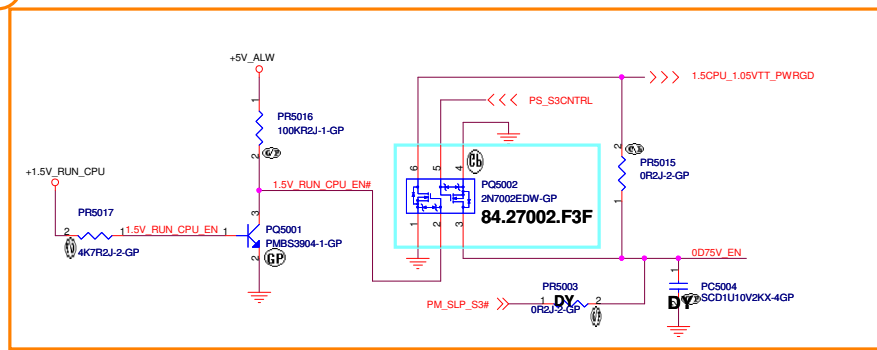 +5V_ALW
1
PR5016
100KR2J-1-GP
2
1.5V_RUN_CPU_EN#
+1.5V_RUN_CPU
PR5017
2
1
4K7R2J-2-GP
1.5V_RUN_CPU_EN
1
3
PQ5001
PMBS3904-1-GP
2
GP
1.5CPU_1.05VTT_PWRGD
PS_S3CNTRL
6
5
4
PQ5002
2N7002EDW-GP
84.27002.F3F
1
2
3
2
PR5015
0R2J-2-GP
1
0D75V_EN
PM_SLP_S3#
PR5003
1
DY
2
0R2J-2-GP
1
PC5004
SCD1U10V2KX-4GP
DY